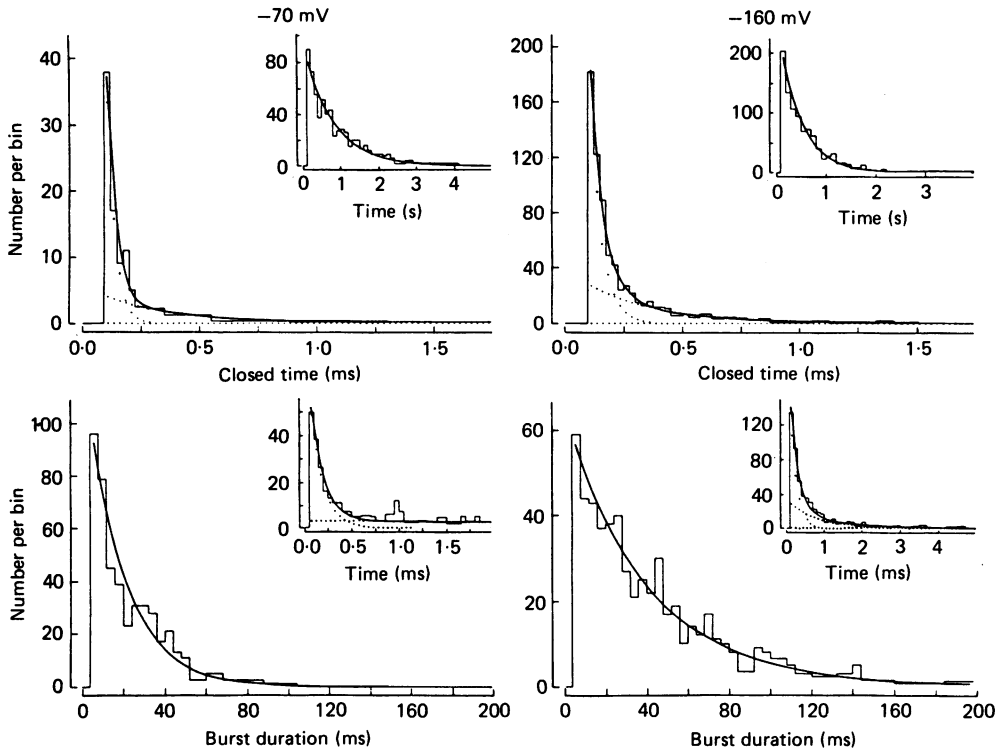 −70 mV
−160 mV
Number per bin
40
30
20
10
0
0·0 0·5 1·0 1·5
Closed time (ms)
80
40
0
0 1 2 3 4
Time (s)
200
160
120
80
40
0
0·0 0·5 1·0 1·5
Closed time (ms)
200
100
0
0 1 2 3
Time (s)
Number per bin
100
80
60
40
20
0
0 40 80 120 160 200
Burst duration (ms)
40
20
0
0·0 0·5 1·0 1·5
Time (ms)
60
40
20
0
0 40 80 120 160 200
Burst duration (ms)
120
80
40
0
0 1 2 3 4
Time (ms)